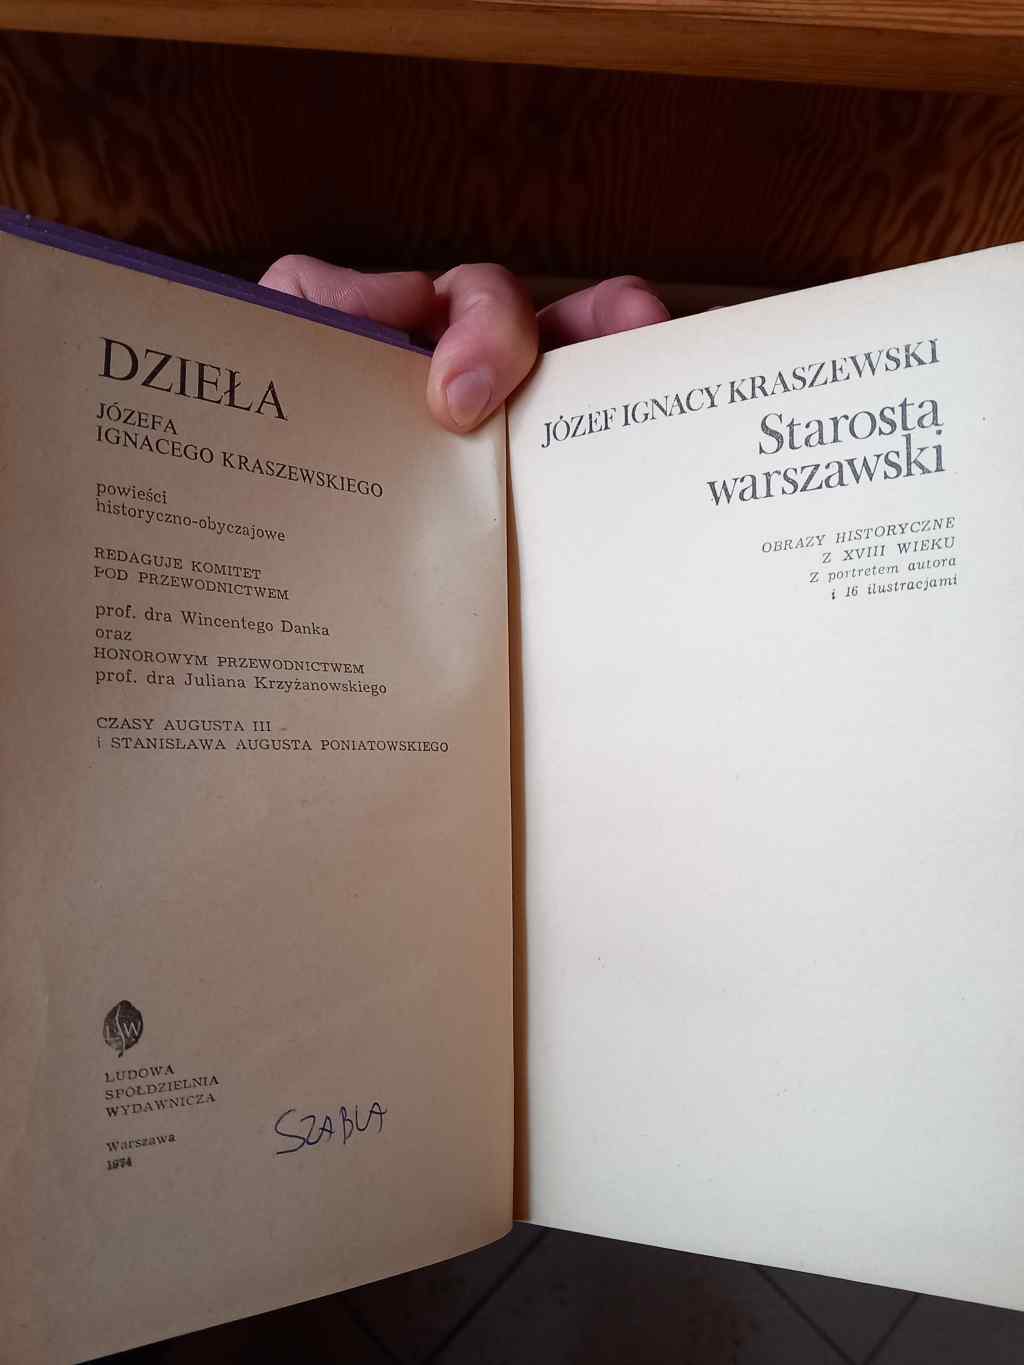 DZIEŁA
JÓZEFA
IGNACEGO KRASZEWSKIEGO
powieści
historyczno-obyczajowe
REDAGUJE KOMITET
POD PRZEWODNICTWEM
prof. dra Wincentego Danka
oraz
HONOROWYM PRZEWODNICTWEM
prof. dra Juliana Krzyżanowskiego
CZASY AUGUSTA III
i STANISŁAWA AUGUSTA PONIATOWSKIEGO
LSW
LUDOWA
SPÓŁDZIELNIA
WYDAWNICZA
Warszawa
1974
SZABLA
JÓZEF IGNACY KRASZEWSKI
Starosta
warszawski
OBRAZY HISTORYCZNE
Z XVIII WIEKU
Z portretem autora
i 16 ilustracjami